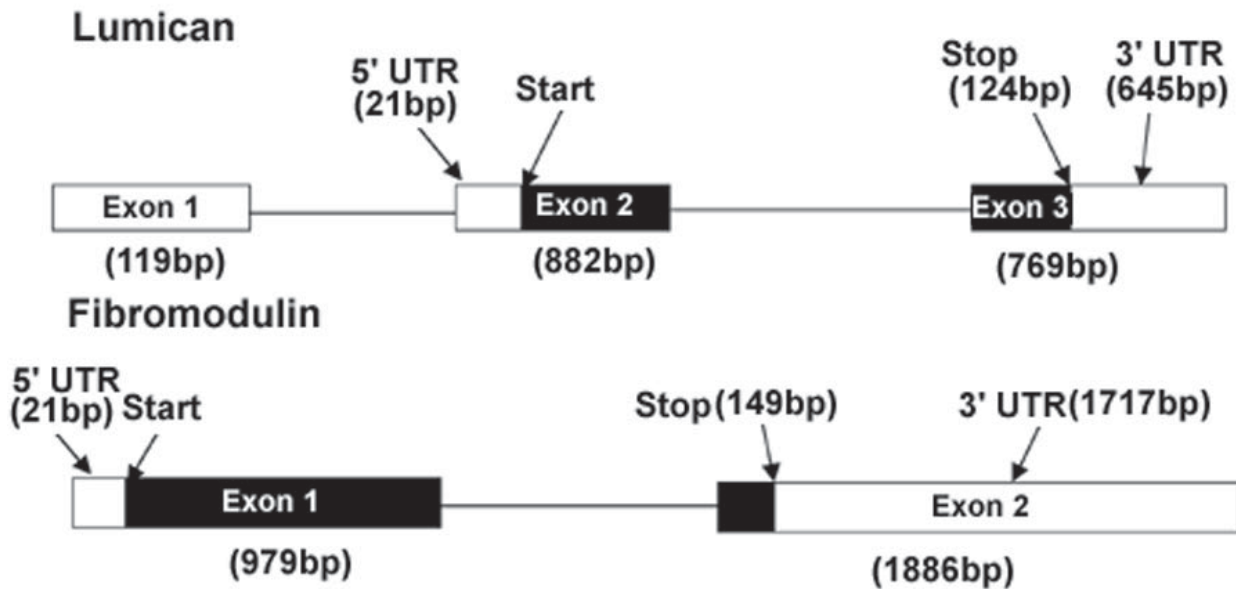 Lumican
5' UTR
(21bp)
Start
Stop
(124bp)
3' UTR
(645bp)
Exon 1
Exon 2
Exon 3
(119bp)
(882bp)
(769bp)
Fibromodulin
5' UTR
(21bp)
Start
Stop(149bp)
3' UTR(1717bp)
Exon 1
Exon 2
(979bp)
(1886bp)